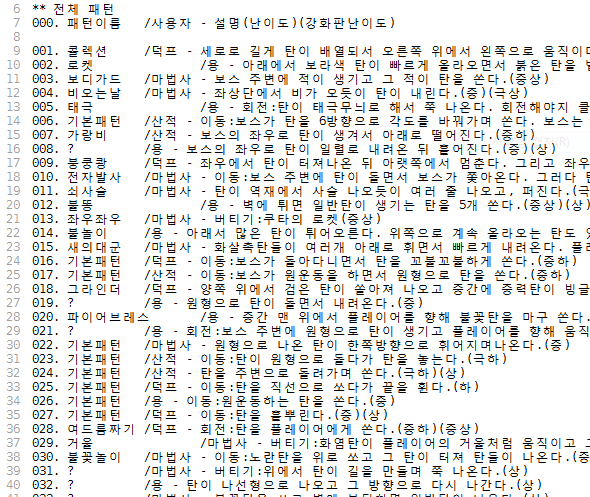 6 ** 전체 패턴
7 000. 패턴이름 /사용자 - 설명(난이도)(강화판난이도)
8
9 001. 콜렉션 /덕프 - 세로로 길게 탄이 배열되서 오른쪽 위에서 왼쪽으로 움직이다
10 002. 로켓 /용 - 아래에서 보라색 탄이 빠르게 올라오면서 붉은 탄을
11 003. 보디가드 /마법사 - 보스 주변에 적이 생기고 그 적이 탄을 쏜다.(중상)
12 004. 비오는날 /마법사 - 좌상단에서 비가 오듯이 탄이 내린다.(중)(극상)
13 005. 태극 /용 - 회전:탄이 태극무늬로 해서 쭉 나온다. 회전해야지 클
14 006. 기본패턴 /산적 - 이동:보스가 탄을 6방향으로 각도를 바꿔가며 쏜다. 보스는
15 007. 가랑비 /산적 - 보스의 좌우로 탄이 생겨서 아래로 떨어진다.(중하)
16 008. ? /용 - 보스의 좌우로 탄이 일렬로 내려온 뒤 흩어진다.(중)(상)
17 009. 붕쿵쾅 /덕프 - 좌우에서 탄이 터져나온 뒤 아랫쪽에서 멈춘다. 그리고 좌우
18 010. 전자발사 /마법사 - 이동:보스 주변에 탄이 돌면서 보스가 쫓아온다. 그러다 탄
19 011. 쇠사슬 /마법사 - 탄이 역재에서 사슬 나오듯이 여러 줄 나오고, 퍼진다.(극
20 012. 불똥 /용 - 벽에 튀면 일반탄이 생기는 탄을 5개 쏜다.(중상)(상)
21 013. 좌우좌우 /마법사 - 버티기:쿠타의 로켓(중상)
22 014. 불놀이 /용 - 아래서 많은 탄이 튀어오른다. 위쪽으로 계속 올라오는 탄도
23 015. 새의대군 /마법사 - 화살촉탄들이 여러개 아래로 휘면서 빠르게 내려온다. 플레
24 016. 기본패턴 /덕프 - 이동:보스가 돌아다니면서 탄을 꼬불꼬불하게 쏜다.(중하)
25 017. 기본패턴 /산적 - 이동:보스가 원운동을 하면서 원형으로 탄을 쏜다.(중하)
26 018. 그라인더 /덕프 - 양쪽 위에서 검은 탄이 쏟아져 나오고 중간에 중력탄이 빙글
27 019. ? /용 - 원형으로 탄이 돌면서 내려온다.(중)
28 020. 파이어브레스 /용 - 중간 맨 위에서 플레이어를 향해 불꽃탄을 마구 쏜다.
29 021. ? /용 - 회전:보스 주변에 원형으로 탄이 생기고 플레이어를 향해 움직
30 022. 기본패턴 /마법사 - 원형으로 나온 탄이 한쪽방향으로 휘어지며나온다.(중)
31 023. 기본패턴 /산적 - 이동:탄이 원형으로 돌다가 탄을 놓는다.(극하)
32 024. 기본패턴 /산적 - 탄을 주변으로 돌려가며 쏜다.(극하)(상)
33 025. 기본패턴 /덕프 - 이동:탄을 직선으로 쏘다가 끝을 휜다.(하)
34 026. 기본패턴 /용 - 이동:원운동하는 탄을 쏜다.(중)
35 027. 기본패턴 /덕프 - 이동:탄을 흩뿌린다.(중)(상)
36 028. 여드름짜기 /덕프 - 회전:탄을 플레이어에게 쏜다.(중하)(중상)
37 029. 거울 /마법사 - 버티기:화염탄이 플레이어의 거울처럼 움직이고
38 030. 불꽃놀이 /마법사 - 이동:노란탄을 위로 쏘고 그 탄이 터져 탄들이 나온다.(중
39 031. ? /마법사 - 버티기:위에서 탄이 길을 만들며 쭉 나온다.(상)
40 032. ? /용 - 탄이 나선형으로 나오고 그 방향으로 다시 나간다.(상)